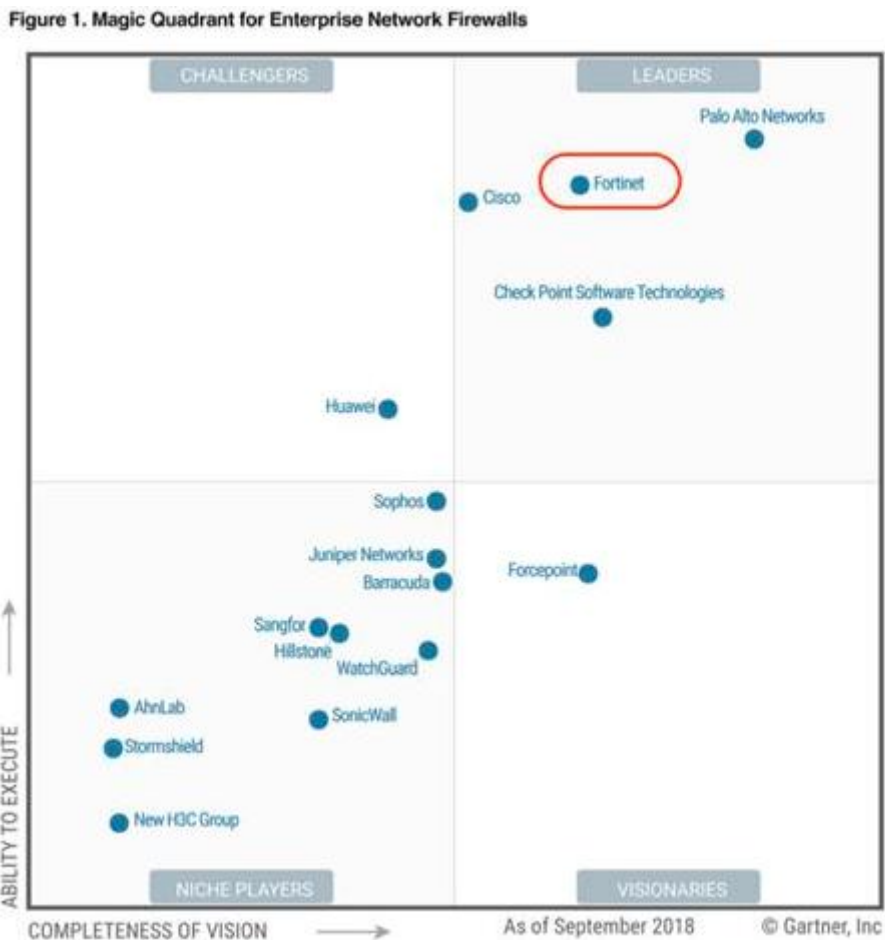 Figure 1. Magic Quadrant for Enterprise Network Firewalls
CHALLENGERS
LEADERS
Palo Alto Networks
Fortinet
Cisco
Check Point Software Technologies
Huawei
Sophos
Juniper Networks
Forcepoint
Barracuda
Sangfor
Hillstone
WatchGuard
AhnLab
SonicWall
Stormshield
New H3C Group
NICHE PLAYERS
VISIONARIES
ABILITY TO EXECUTE
COMPLETENESS OF VISION
As of September 2018
© Gartner, Inc